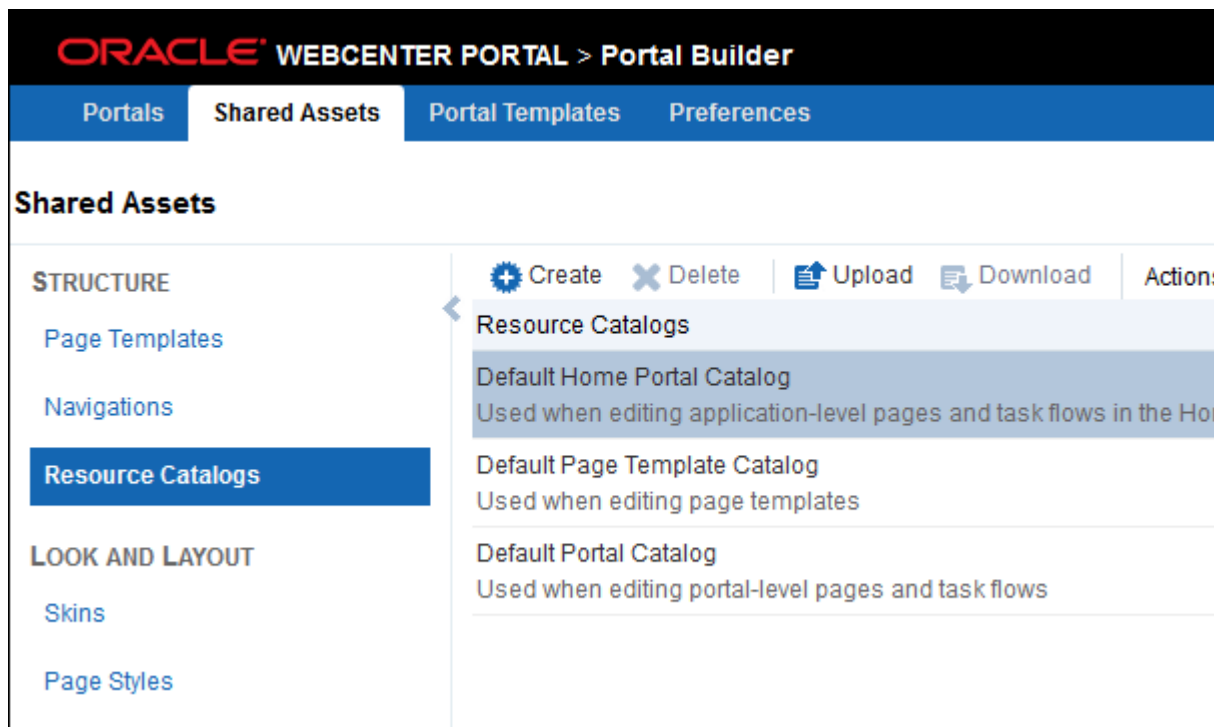 ORACLE WEBCENTER PORTAL > Portal Builder
Portals Shared Assets Portal Templates Preferences
Shared Assets
STRUCTURE
Page Templates
Navigations
Resource Catalogs
LOOK AND LAYOUT
Skins
Page Styles
Create Delete Upload Download Actions
Resource Catalogs
Default Home Portal Catalog
Used when editing application-level pages and task flows in the Ho
Default Page Template Catalog
Used when editing page templates
Default Portal Catalog
Used when editing portal-level pages and task flows